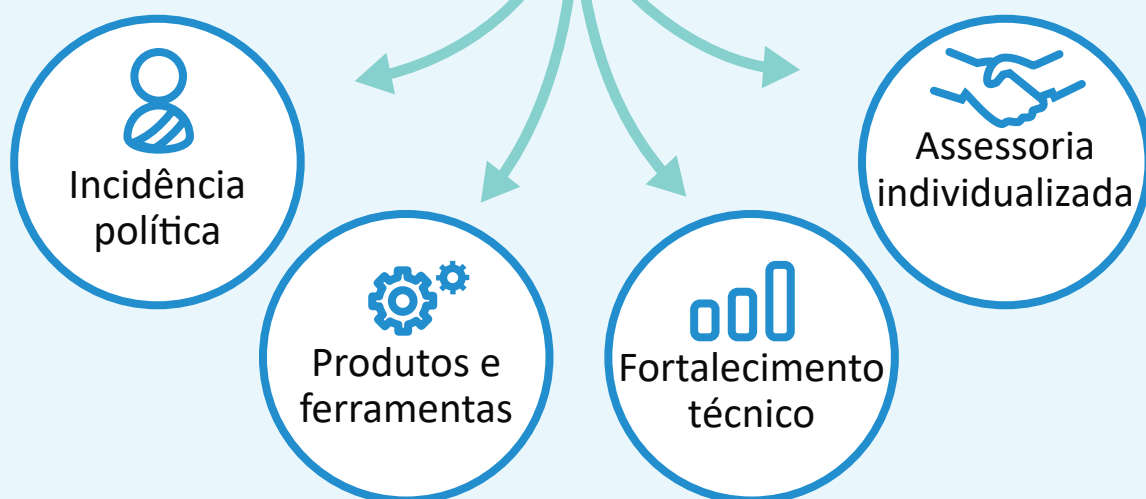 Incidência
política
Produtos e
ferramentas
Fortalecimento
técnico
Assessoria
individualizada